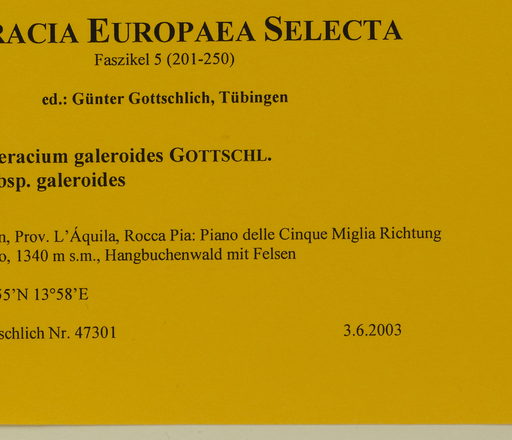 RACIA EUROPAEA SELECTA
Faszikel 5 (201-250)
ed.: Günter Gottschlich, Tübingen
eracium galeroides GOTTSCHL.
bsp. galeroides
n, Prov. L'Áquila, Rocca Pia: Piano delle Cinque Miglia Richtung
o, 1340 m s.m., Hangbuchenwald mit Felsen
55'N 13°58'E
schlich Nr. 47301
3.6.2003